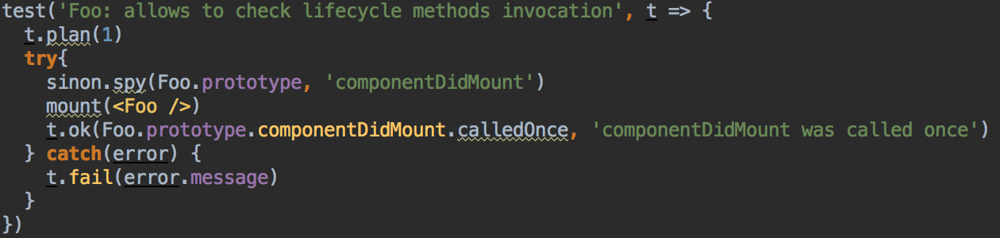 test('Foo: allows to check lifecycle methods invocation', t => {
  t.plan(1)
  try{
    sinon.spy(Foo.prototype, 'componentDidMount')
    mount(<Foo />)
    t.ok(Foo.prototype.componentDidMount.calledOnce, 'componentDidMount was called once')
  } catch(error) {
    t.fail(error.message)
  }
})